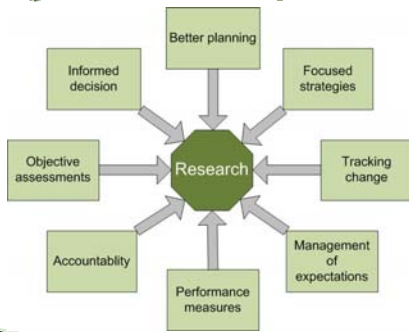 Better planning
Informed
decision
Focused
strategies
Objective
assessments
Research
Tracking
change
Accountablity
Management
of
expectations
Performance
measures